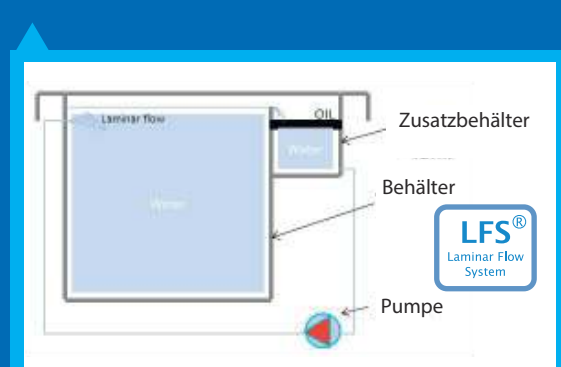 Laminar flow
OIL
Zusatzbehälter
Water
Behälter
Water
LFS®
Laminar Flow
System
Pumpe